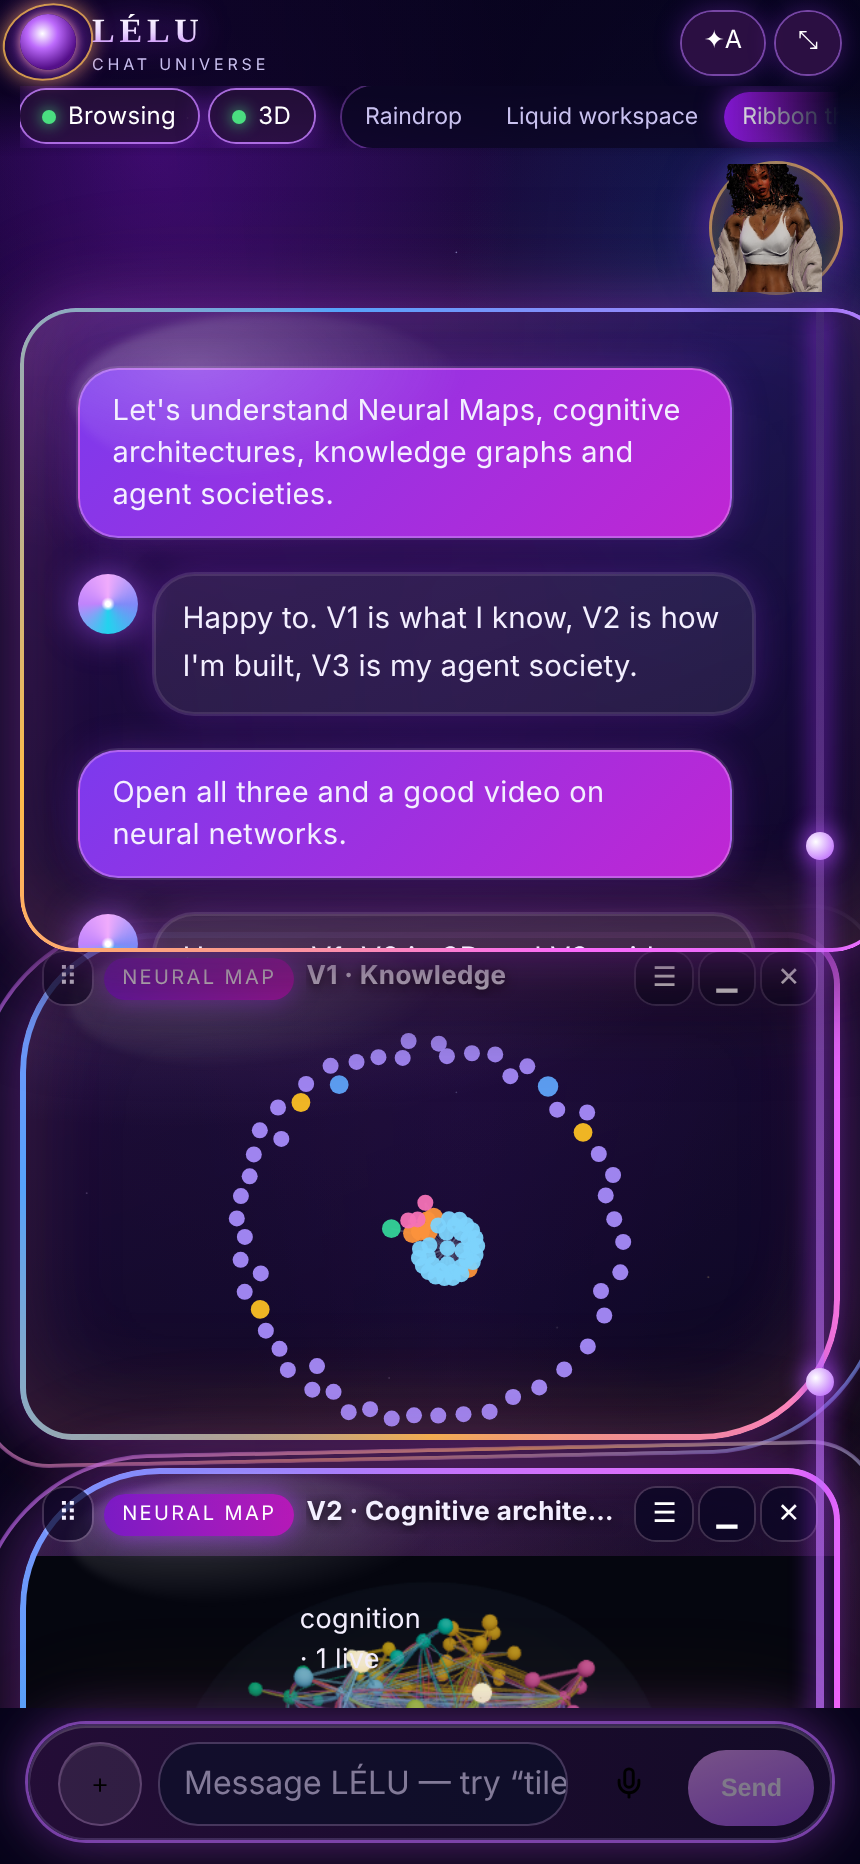 LÉLU
CHAT UNIVERSE
✦A
Browsing
3D
Raindrop
Liquid workspace
Ribbon
Let's understand Neural Maps, cognitive
architectures, knowledge graphs and
agent societies.
Happy to. V1 is what I know, V2 is how
I'm built, V3 is my agent society.
Open all three and a good video on
neural networks.
NEURAL MAP
V1 · Knowledge
NEURAL MAP
V2 · Cognitive archite...
cognition
· 1 live
+
Message LÉLU — try “tile
Send